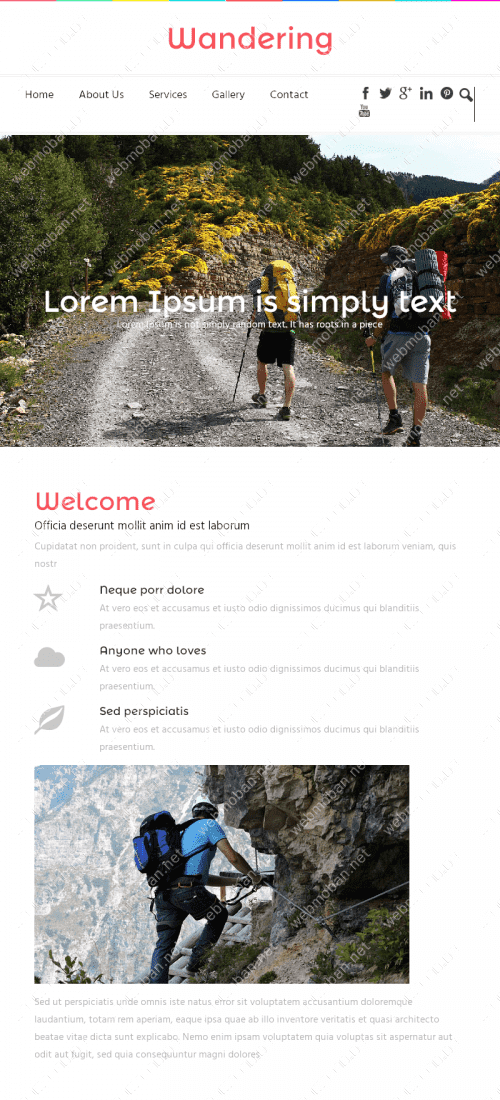 Wandering
Home About Us Services Gallery Contact
You
Tube
Lorem Ipsum is simply text
Lorem Ipsum is not simply random text. It has roots in a piece
Welcome
Officia deserunt mollit anim id est laborum
Cupidatat non proident, sunt in culpa qui officia deserunt mollit anim id est laborum veniam, quis
nostr
Neque porr dolore
At vero eos et accusamus et iusto odio dignissimos ducimus qui blanditiis
praesentium.
Anyone who loves
At vero eos et accusamus et iusto odio dignissimos ducimus qui blanditiis
praesentium.
Sed perspiciatis
At vero eos et accusamus et iusto odio dignissimos ducimus qui blanditiis
praesentium.
webmoban.net
Sed ut perspiciatis unde omnis iste natus error sit voluptatem accusantium doloremque
laudantium, totam rem aperiam, eaque ipsa quae ab illo inventore veritatis et quasi architecto
beatae vitae dicta sunt explicabo. Nemo enim ipsam voluptatem quia voluptas sit aspernatur aut
odit aut fugit, sed quia consequuntur magni dolores